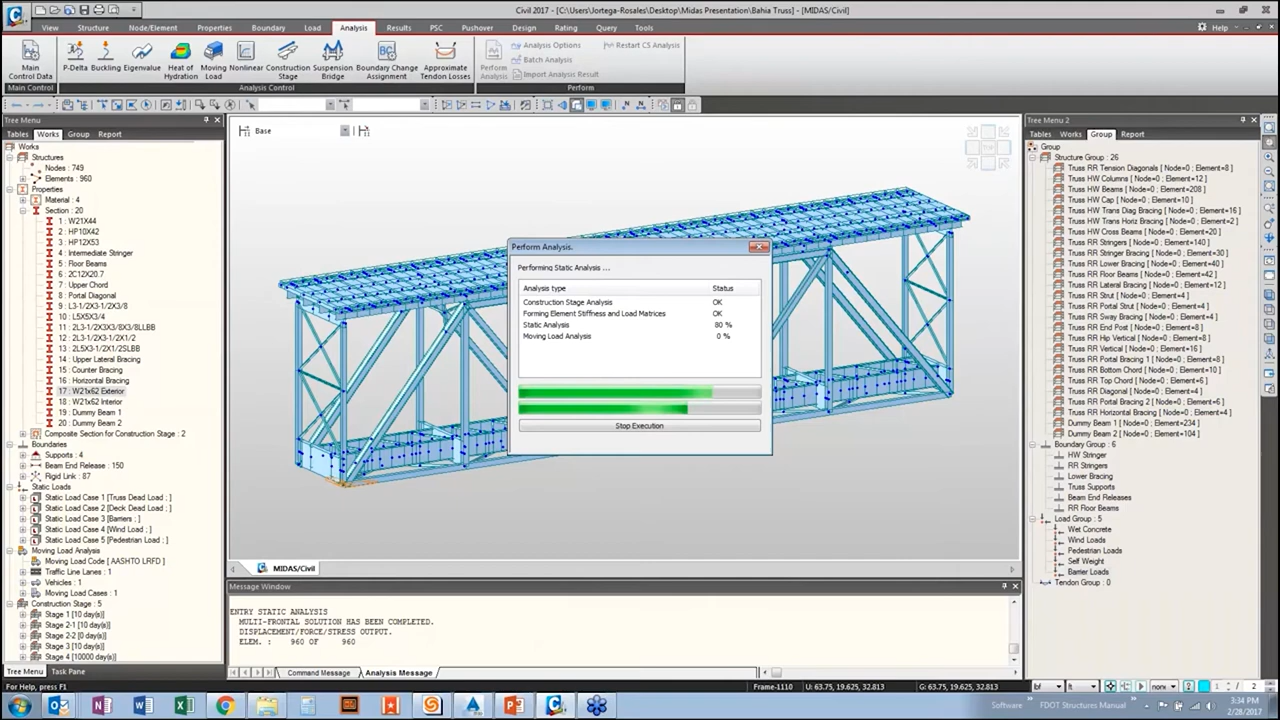 Civil 2017 - [C:\Users\Jortega-Rosales\Desktop\Midas Presentation\Bahia Truss] - [MIDAS/Civil]
View Structure Node/Element Properties Boundary Load Analysis Results PSC Pushover Design Rating Query Tools Help
Main Control Data
P-Delta Buckling Eigenvalue Heat of Hydration Moving Load Nonlinear Construction Stage Suspension Bridge Boundary Change Assignment Approximate Tendon Losses
Perform Analysis
Analysis Options
Restart CS Analysis
Batch Analysis
Import Analysis Result
Main Control Analysis Control Perform
Tree Menu
Tables Works Group Report
Works
Structures
Nodes : 749
Elements : 960
Properties
Material : 4
Section : 20
1 : W21X44
2 : HP10X42
3 : HP12X53
4 : Intermediate Stringer
5 : Floor Beams
6 : 2C12X20.7
7 : Upper Chord
8 : Portal Diagonal
9 : L3-1/2X3-1/2X3/8
10 : L5X5X3/4
11 : 2L3-1/2X3X3/8X3/8LLBB
12 : 2L3-1/2X3-1/2X1/2
13 : 2L5X3-1/2X1/2SLBB
14 : Upper Lateral Bracing
15 : Counter Bracing
16 : Horizontal Bracing
17 : W21x62 Exterior
18 : W21x62 Interior
19 : Dummy Beam 1
20 : Dummy Beam 2
Composite Section for Construction Stage : 2
Boundaries
Supports : 4
Beam End Release : 150
Rigid Link : 87
Static Loads
Static Load Case 1 [Truss Dead Load ; ]
Static Load Case 2 [Deck Dead Load ; ]
Static Load Case 3 [Barriers ; ]
Static Load Case 4 [Wind Load ; ]
Static Load Case 5 [Pedestrian Load ; ]
Moving Load Analysis
Moving Load Code [ AASHTO LRFD ]
Traffic Line Lanes : 1
Vehicles : 1
Moving Load Cases : 1
Construction Stage : 5
Stage 1 [10 day(s)]
Stage 2-1 [10 day(s)]
Stage 2-2 [0 day(s)]
Stage 3 [10 day(s)]
Stage 4 [10000 day(s)]
Tree Menu Task Pane
Base
TOP
Perform Analysis.
Performing Static Analysis ...
Analysis type Status
Construction Stage Analysis OK
Forming Element Stiffness and Load Matrices OK
Static Analysis 80 %
Moving Load Analysis 0 %
Stop Execution
MIDAS/Civil
Message Window
ENTRY STATIC ANALYSIS
MULTI-FRONTAL SOLUTION HAS BEEN COMPLETED.
DISPLACEMENT/FORCE/STRESS OUTPUT.
ELEM. : 960 OF 960
Command Message Analysis Message
Tree Menu 2
Tables Works Group Report
Group
Structure Group : 26
Truss RR Tension Diagonals [ Node=0 ; Element=8 ]
Truss HW Columns [ Node=0 ; Element=12 ]
Truss HW Beams [ Node=0 ; Element=208 ]
Truss HW Cap [ Node=0 ; Element=10 ]
Truss HW Trans Diag Bracing [ Node=0 ; Element=16 ]
Truss HW Trans Horiz Bracing [ Node=0 ; Element=2 ]
Truss HW Cross Beams [ Node=0 ; Element=20 ]
Truss RR Stringers [ Node=0 ; Element=140 ]
Truss RR Stringer Bracing [ Node=0 ; Element=30 ]
Truss RR Lower Bracing [ Node=0 ; Element=40 ]
Truss RR Floor Beams [ Node=0 ; Element=42 ]
Truss RR Lateral Bracing [ Node=0 ; Element=12 ]
Truss RR Strut [ Node=0 ; Element=4 ]
Truss RR Portal Strut [ Node=0 ; Element=4 ]
Truss RR Sway Bracing [ Node=0 ; Element=4 ]
Truss RR End Post [ Node=0 ; Element=8 ]
Truss RR Hip Vertical [ Node=0 ; Element=8 ]
Truss RR Vertical [ Node=0 ; Element=16 ]
Truss RR Portal Bracing 1 [ Node=0 ; Element=8 ]
Truss RR Bottom Chord [ Node=0 ; Element=10 ]
Truss RR Top Chord [ Node=0 ; Element=6 ]
Truss RR Diagonal [ Node=0 ; Element=4 ]
Truss RR Portal Bracing 2 [ Node=0 ; Element=4 ]
Truss RR Horizontal Bracing [ Node=0 ; Element=4 ]
Dummy Beam 1 [ Node=0 ; Element=234 ]
Dummy Beam 2 [ Node=0 ; Element=104 ]
Boundary Group : 6
HW Stringer
RR Stringers
Lower Bracing
Truss Supports
Beam End Releases
RR Floor Beams
Load Group : 5
Wet Concrete
Wind Loads
Pedestrian Loads
Self Weight
Barrier Loads
Tendon Group : 0
For Help, press F1
Frame-1110
U: 63.75, 19.625, 32.813
G: 63.75, 19.625, 32.813
lbf ft none 1 / 2
Software FDOT Structures Manual
3:34 PM
2/28/2017